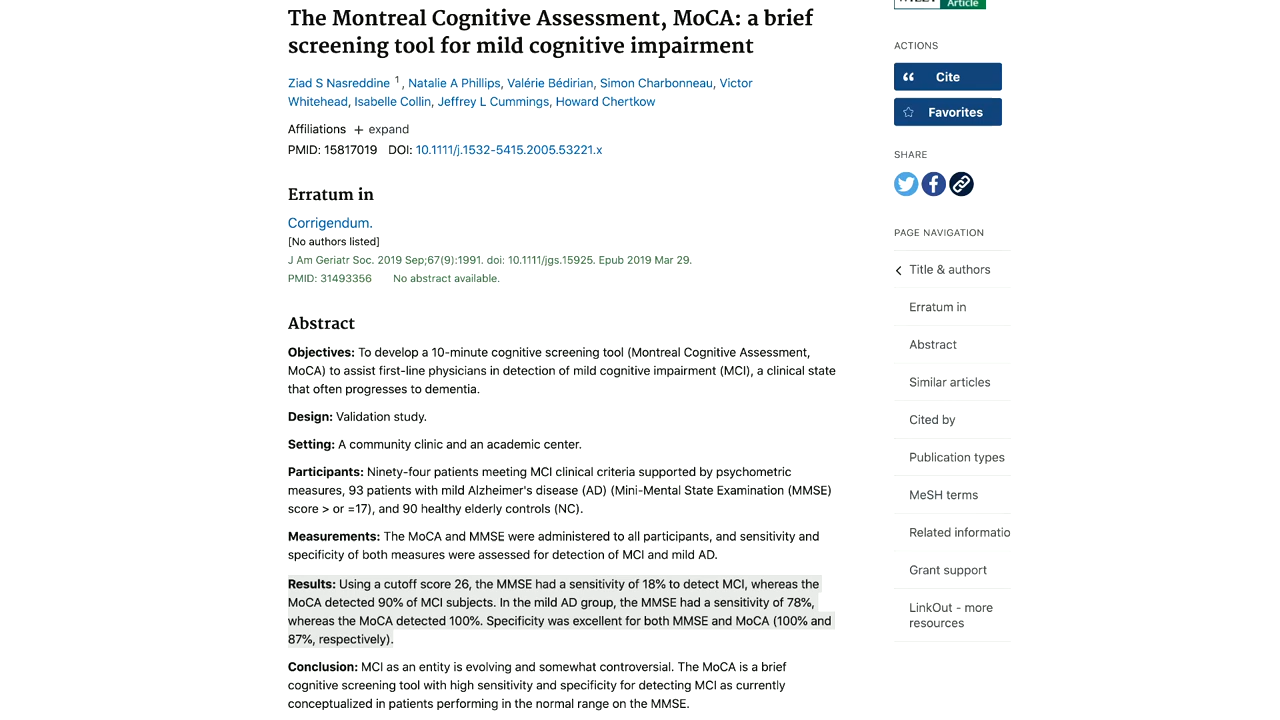 The Montreal Cognitive Assessment, MoCA: a brief
screening tool for mild cognitive impairment
Ziad S Nasreddine 1, Natalie A Phillips, Valérie Bédirian, Simon Charbonneau, Victor
Whitehead, Isabelle Collin, Jeffrey L Cummings, Howard Chertkow
Affiliations + expand
PMID: 15817019 DOI: 10.1111/j.1532-5415.2005.53221.x
Erratum in
Corrigendum.
[No authors listed]
J Am Geriatr Soc. 2019 Sep;67(9):1991. doi: 10.1111/jgs.15925. Epub 2019 Mar 29.
PMID: 31493356 No abstract available.
Abstract
Objectives: To develop a 10-minute cognitive screening tool (Montreal Cognitive Assessment,
MoCA) to assist first-line physicians in detection of mild cognitive impairment (MCI), a clinical state
that often progresses to dementia.
Design: Validation study.
Setting: A community clinic and an academic center.
Participants: Ninety-four patients meeting MCI clinical criteria supported by psychometric
measures, 93 patients with mild Alzheimer's disease (AD) (Mini-Mental State Examination (MMSE)
score > or =17), and 90 healthy elderly controls (NC).
Measurements: The MoCA and MMSE were administered to all participants, and sensitivity and
specificity of both measures were assessed for detection of MCI and mild AD.
Results: Using a cutoff score 26, the MMSE had a sensitivity of 18% to detect MCI, whereas the
MoCA detected 90% of MCI subjects. In the mild AD group, the MMSE had a sensitivity of 78%,
whereas the MoCA detected 100%. Specificity was excellent for both MMSE and MoCA (100% and
87%, respectively).
Conclusion: MCI as an entity is evolving and somewhat controversial. The MoCA is a brief
cognitive screening tool with high sensitivity and specificity for detecting MCI as currently
conceptualized in patients performing in the normal range on the MMSE.
Article
ACTIONS
Cite
Favorites
SHARE
PAGE NAVIGATION
Title & authors
Erratum in
Abstract
Similar articles
Cited by
Publication types
MeSH terms
Related informatio
Grant support
LinkOut - more
resources